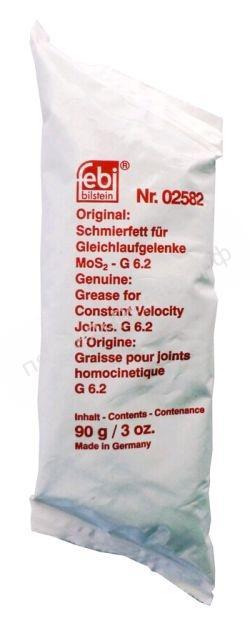 febi®
bilstein
Nr. 02582
Original:
Schmierfett für
Gleichlaufgelenke
MoS₂ - G 6.2
Genuine:
Grease for
Constant Velocity
Joints. G 6.2
d'Origine:
Graisse pour joints
homocinetique
G 6.2
Inhalt - Contents - Contenance
90 g / 3 oz.
Made in Germany